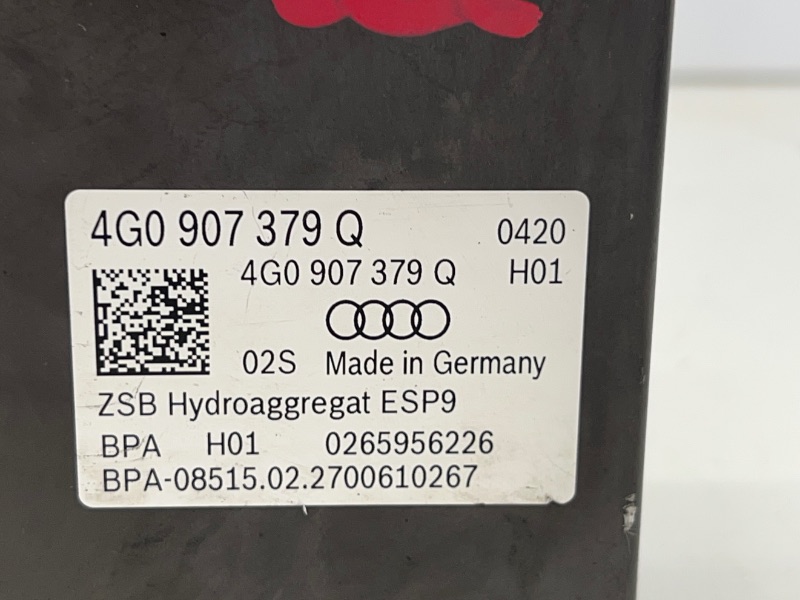 4G0 907 379 Q 0420
4G0 907 379 Q H01
02S Made in Germany
ZSB Hydroaggregat ESP9
BPA H01 0265956226
BPA-08515.02.2700610267